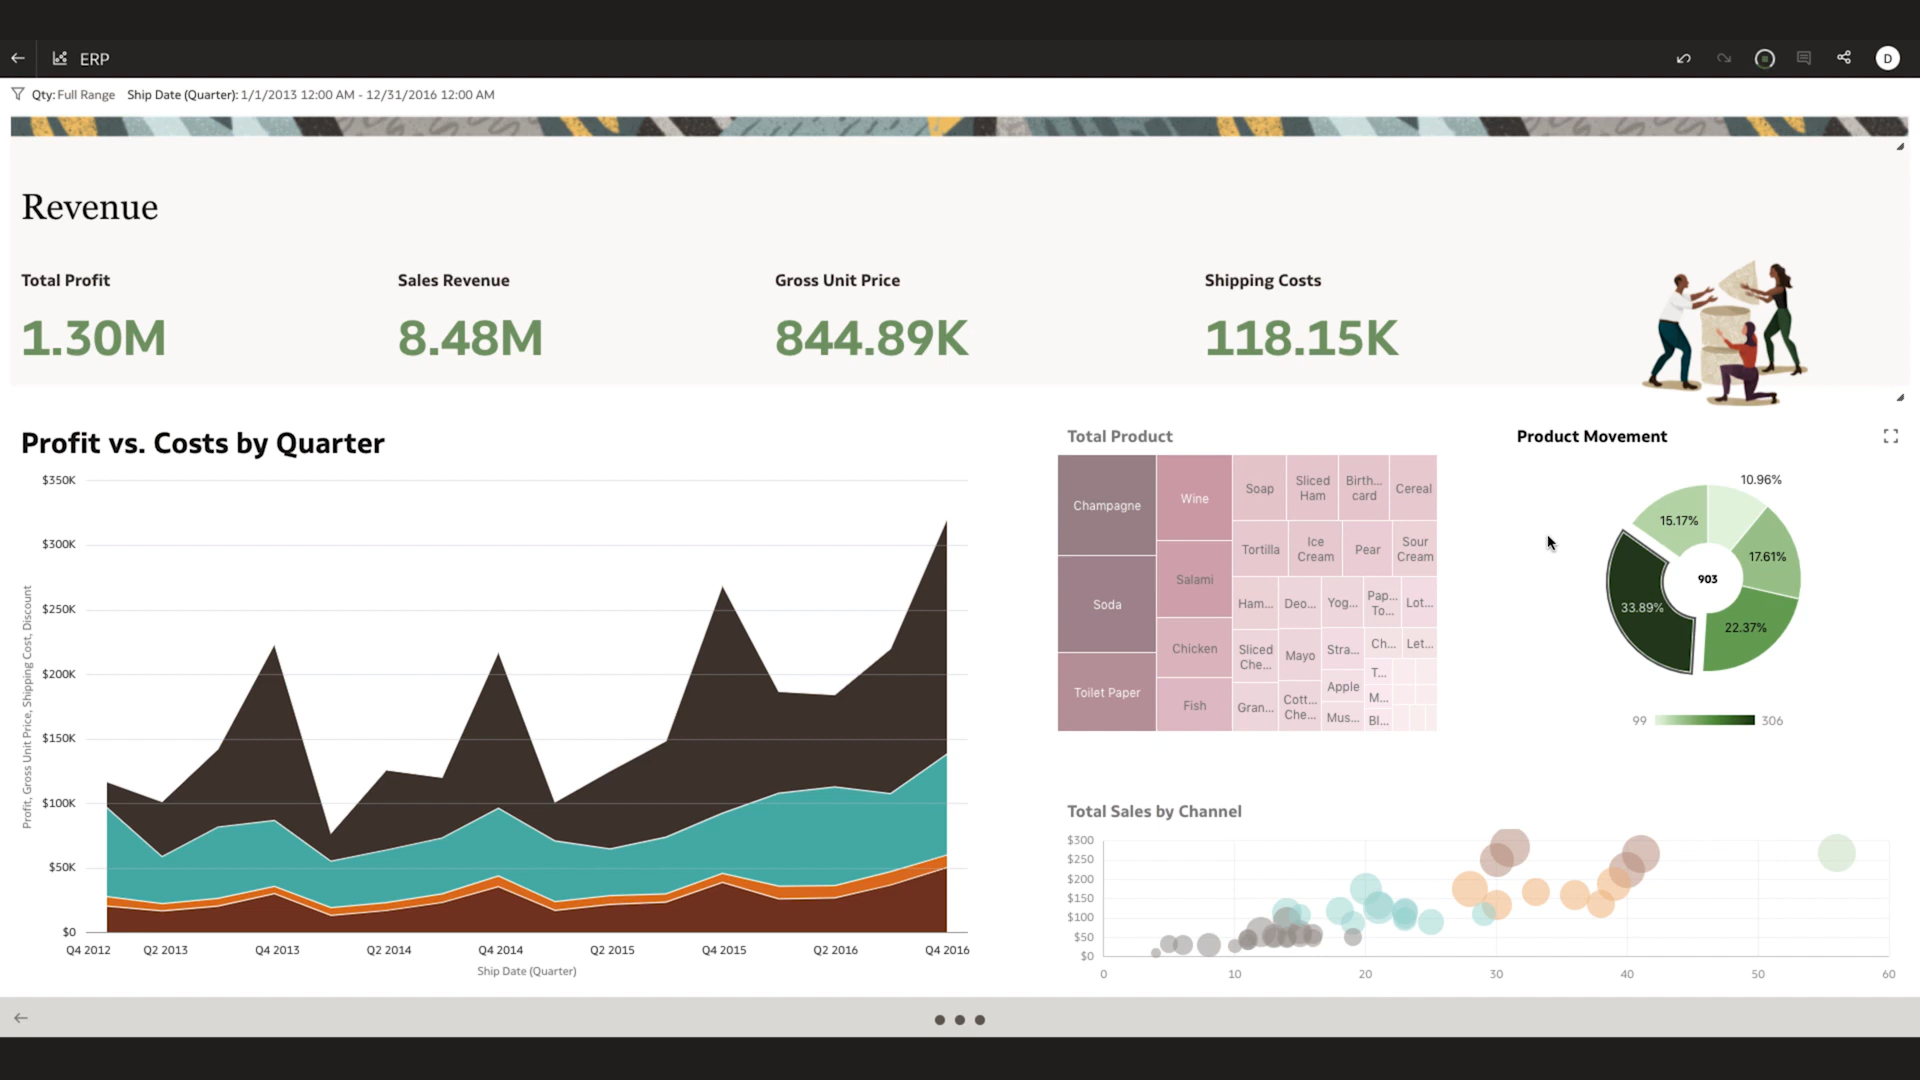 ERP
D
Qty: Full Range Ship Date (Quarter): 1/1/2013 12:00 AM - 12/31/2016 12:00 AM
Revenue
Total Profit
1.30M
Sales Revenue
8.48M
Gross Unit Price
844.89K
Shipping Costs
118.15K
Profit vs. Costs by Quarter
Profit, Gross Unit Price, Shipping Cost, Discount
$350K
$300K
$250K
$200K
$150K
$100K
$50K
$0
Q4 2012 Q2 2013 Q4 2013 Q2 2014 Q4 2014 Q2 2015 Q4 2015 Q2 2016 Q4 2016
Ship Date (Quarter)
Total Product
Champagne
Soda
Toilet Paper
Wine
Salami
Chicken
Fish
Soap
Sliced
Ham
Birth...
card
Cereal
Tortilla
Ice
Cream
Pear
Sour
Cream
Ham...
Deo...
Yog...
Pap...
To...
Lot...
Sliced
Che...
Mayo
Stra...
Ch...
Let...
Gran...
Cott...
Che...
Apple
Mus...
T...
M...
Bl...
Product Movement
10.96%
15.17%
17.61%
903
33.89%
22.37%
99 306
Total Sales by Channel
$300
$250
$200
$150
$100
$50
$0
0 10 20 30 40 50 60